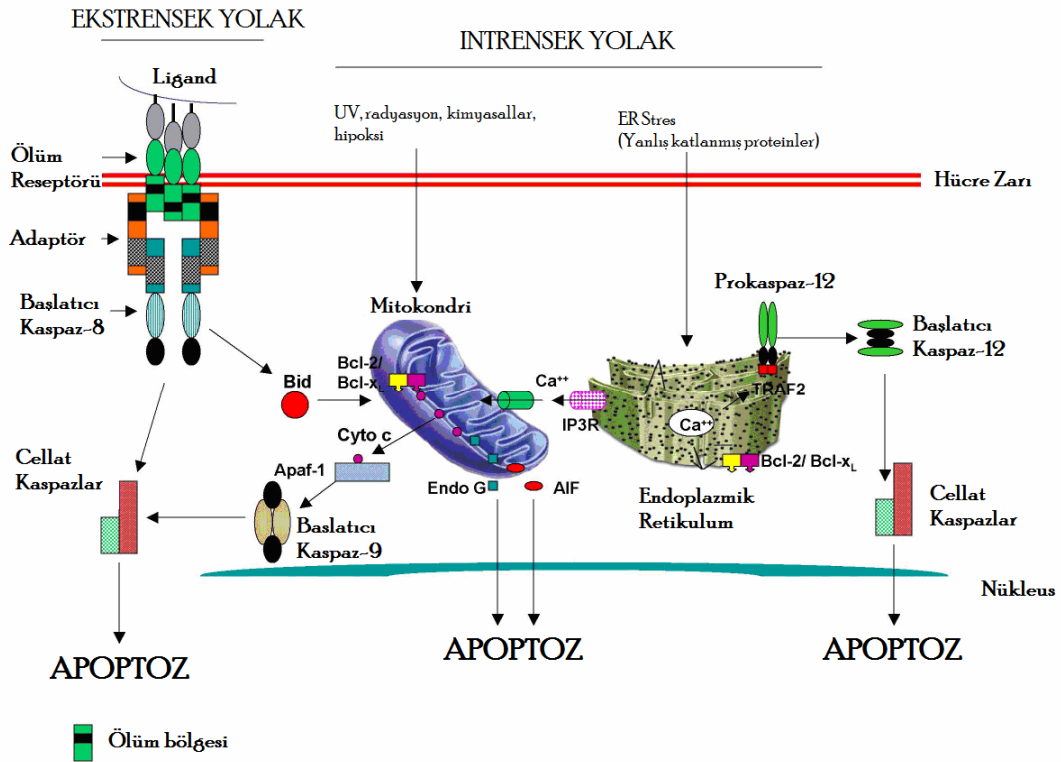 EKSTRENSEK YOLAK
INTRENSEK YOLAK
Ligand
UV, radyasyon, kimyasallar,
hipoksi
ER Stres
(Yanlış katlanmış proteinler)
Ölüm
Reseptörü
Hücre Zarı
Adaptör
Başlatıcı
Kaspaz-8
Mitokondri
Prokaspaz-12
Başlatıcı
Kaspaz-12
Bcl-2/
Bcl-xL
Bid
Ca++
IP3R
TRAF2
Ca++
Cyto c
Apaf-1
Bcl-2/ Bcl-xL
Endo G
AIF
Endoplazmik
Retikulum
Cellat
Kaspazlar
Baslatıcı
Kaspaz-9
Cellat
Kaspazlar
Nükleus
APOPTOZ
APOPTOZ
APOPTOZ
Ölüm bölgesi